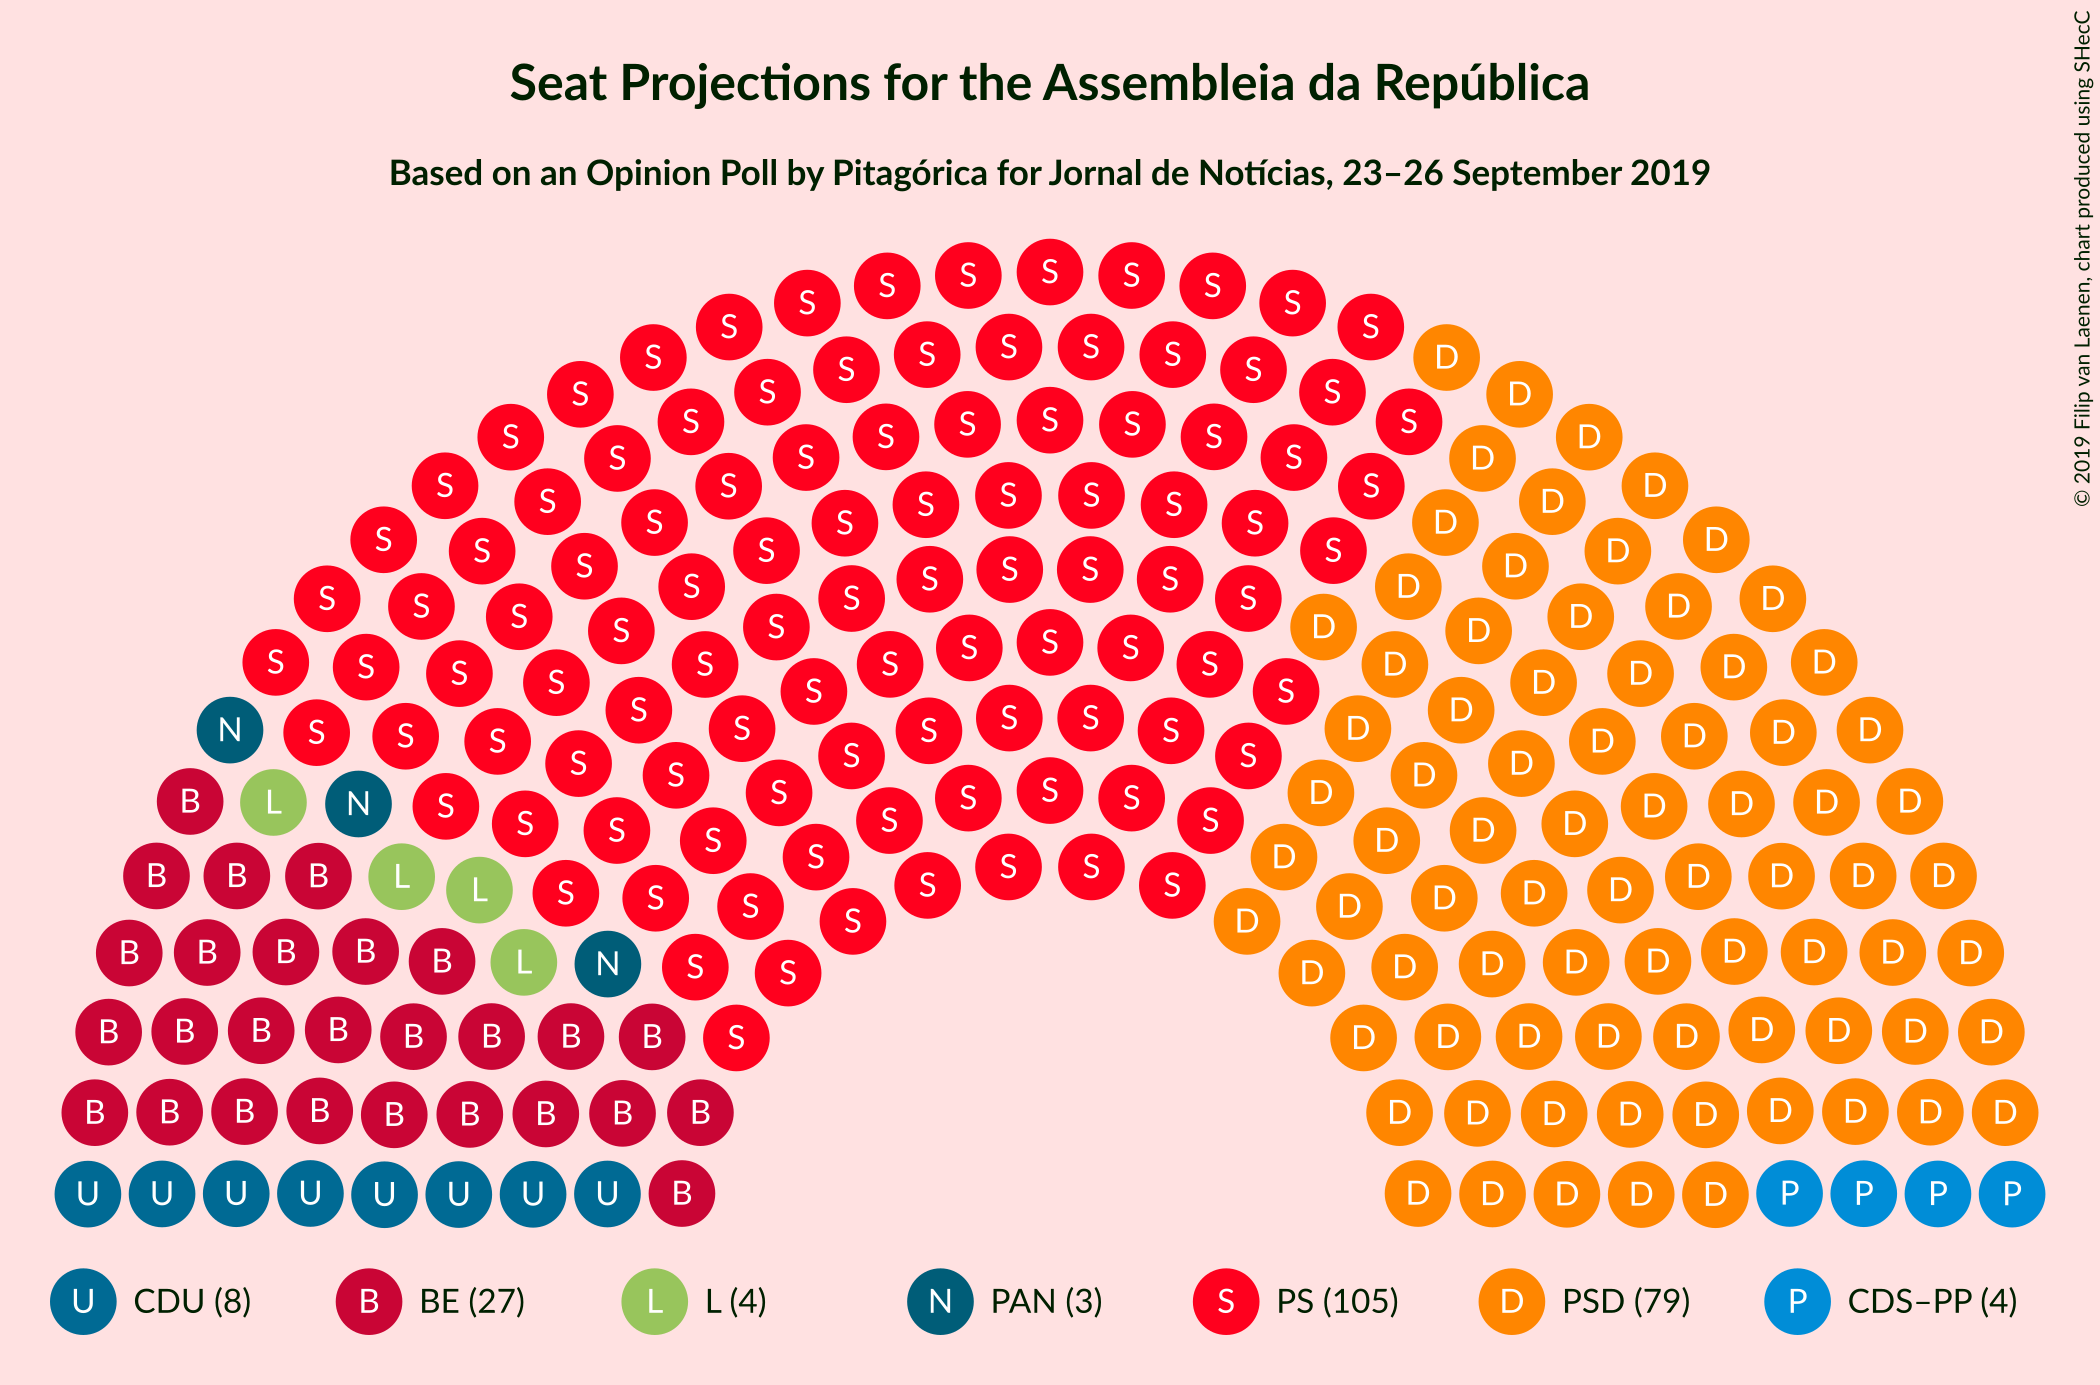 Seat Projections for the Assembleia da República
Based on an Opinion Poll by Pitagórica for Jornal de Notícias, 23–26 September 2019
© 2019 Filip van Laenen, chart produced using SHecC
S S S S S S S S S S S S S S S S S S S S S S S S S S S S S S S S S S S S S S S S S S S S S S S S S S S S S S S S S S S S S S S S S S S S S S S S S S S S S S S S S S S S S S S S S S S S S S S S S S S S S S S S S
D D D D D D D D D D D D D D D D D D D D D D D D D D D D D D D D D D D D D D D D D D D D D D D D D D D D D D D D D D D D D D D D D D D D D D D D D D D D D D D
N N N
L L L L
B B B B B B B B B B B B B B B B B B B B B B B B B B B
U U U U U U U U
P P P P
U CDU (8) B BE (27) L L (4) N PAN (3) S PS (105) D PSD (79) P CDS–PP (4)